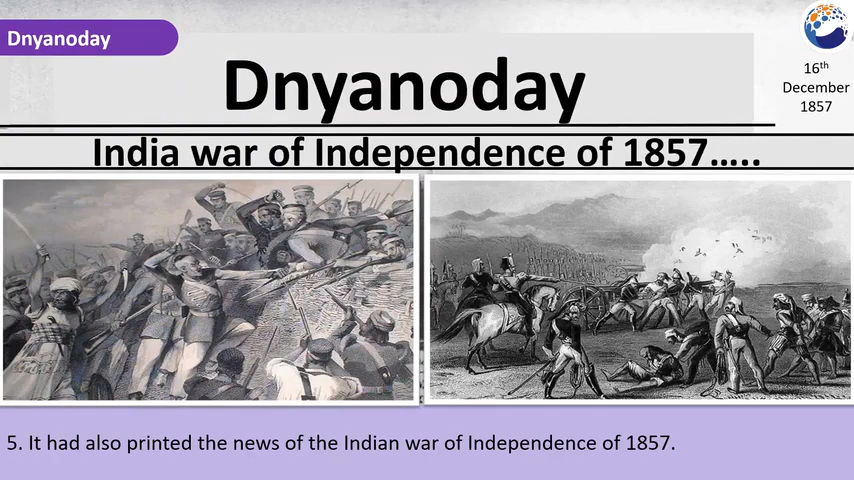 Dnyanoday
Dnyanoday
16th
December
1857
India war of Independence of 1857.....
5. It had also printed the news of the Indian war of Independence of 1857.